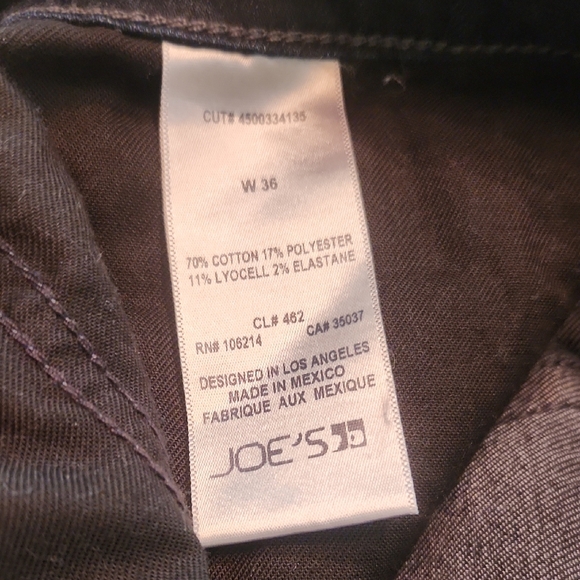 CUT# 4500334135
W 36
70% COTTON 17% POLYESTER
11% LYOCELL 2% ELASTANE
CL# 462
RN# 106214 CA# 35037
DESIGNED IN LOS ANGELES
MADE IN MEXICO
FABRIQUE AUX MEXIQUE
JOE'S